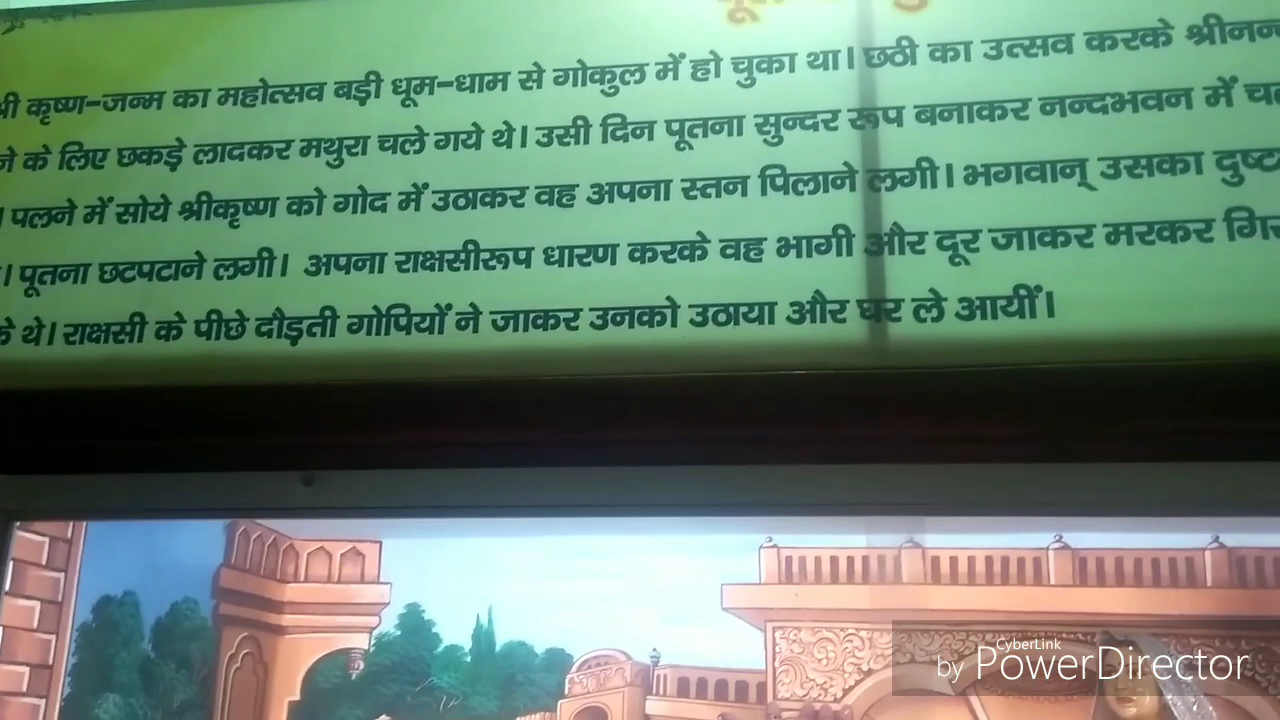 श्री कृष्ण-जन्म का महोत्सव बड़ी धूम-धाम से गोकुल में हो चुका था। छठी का उत्सव करके
के लिए छकड़े लादकर मथुरा चले गये थे। उसी दिन पूतना सुन्दर रूप बनाकर नन्दभवन में
। पलने में सोये श्रीकृष्ण को गोद में उठाकर वह अपना स्तन पिलाने लगी। भगवान् उसका
। पूतना छटपटाने लगी। अपना राक्षसीरूप धारण करके वह भागी और दूर जाकर मरकर
थे। राक्षसी के पीछे दौड़ती गोपियों ने जाकर उनको उठाया और घर ले आयीं।
CyberLink
by PowerDirector